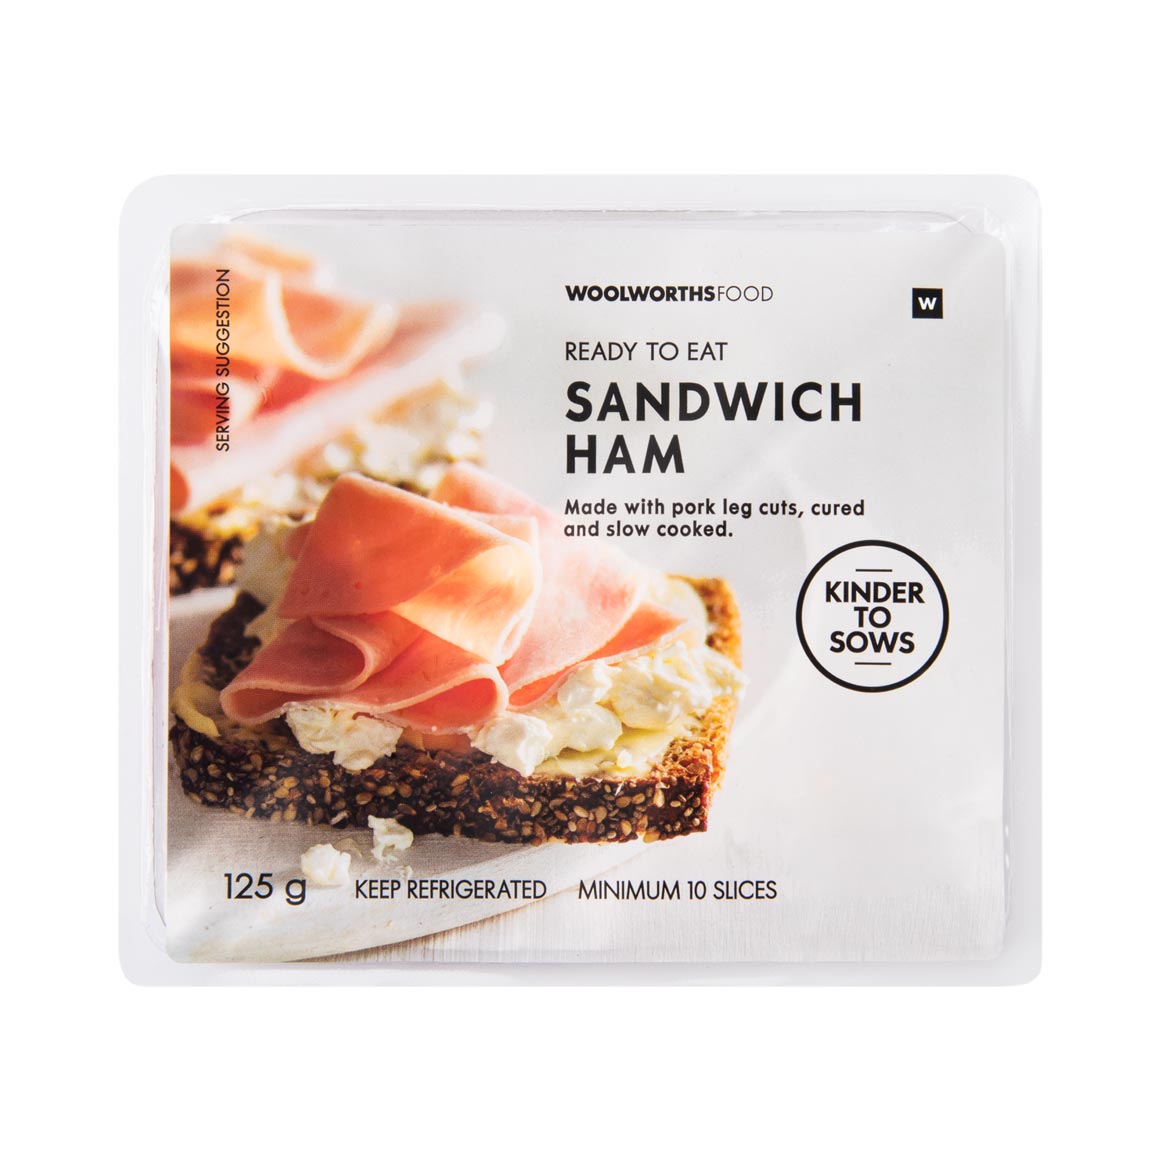 SERVING SUGGESTION
WOOLWORTHSFOOD
W
READY TO EAT
SANDWICH
HAM
Made with pork leg cuts, cured
and slow cooked.
KINDER
TO
SOWS
125 g KEEP REFRIGERATED MINIMUM 10 SLICES